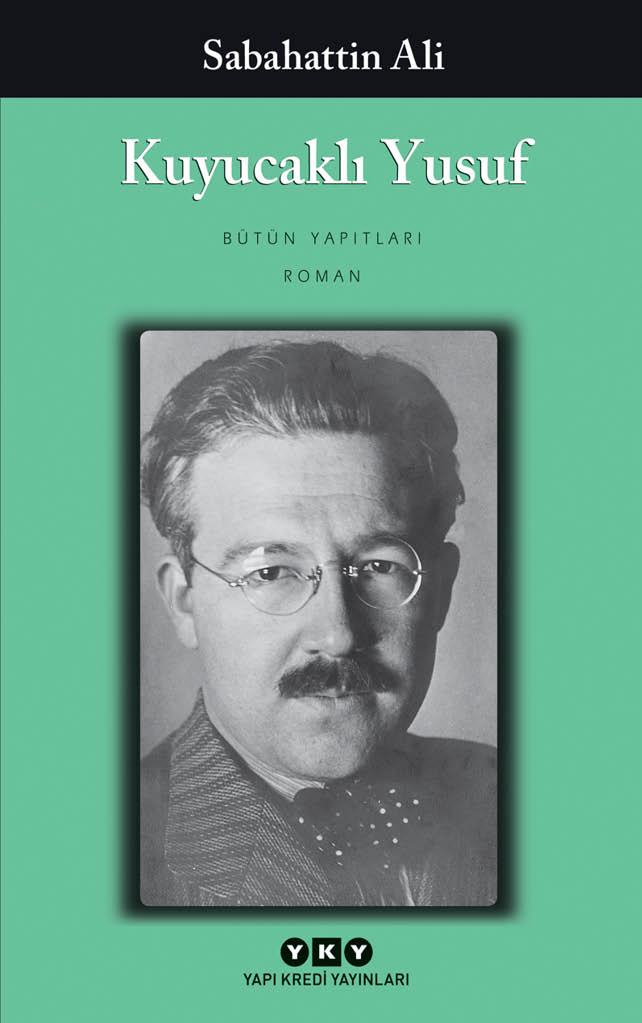 Sabahattin Ali
Kuyucaklı Yusuf
BÜTÜN YAPITLARI
ROMAN
YKY
YAPI KREDİ YAYINLARI